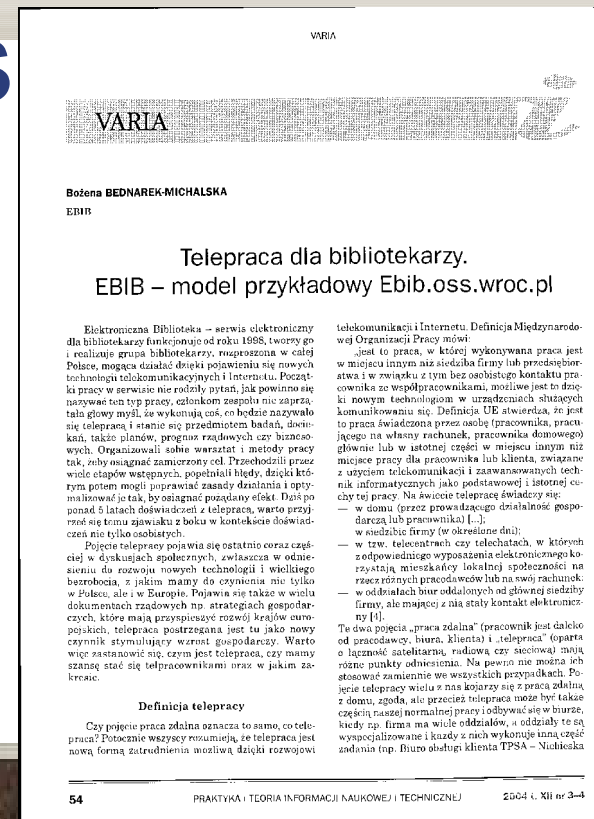 S
VARIA
VARIA
Bożena BEDNAREK-MICHALSKA
EBIB
Telepraca dla bibliotekarzy.
EBIB – model przykładowy Ebib.oss.wroc.pl
Elektroniczna Biblioteka – serwis elektroniczny
dla bibliotekarzy funkcjonuje od roku 1998, tworzy go
i realizuje grupa bibliotekarzy, rozproszona w całej
Polsce, mogąca działać dzięki pojawieniu się nowych
technologii telekomunikacyjnych i Internetu. Począt-
ki pracy w serwisie nie rodziły pytań, jak powinno się
nazywać ten typ pracy, członkom zespołu nie zaprzą-
tała głowy myśl, że wykonują coś, co będzie nazywało
się telepracą i stanie się przedmiotem badań, docie-
kań, także planów, prognoz rządowych czy bizneso-
wych. Organizowali sobie warsztat i metody pracy
tak, żeby osiągnąć zamierzony cel. Przechodzili przez
wiele etapów wstępnych, popełniali błędy, dzięki któ-
rym potem mogli poprawiać zasady działania i opty-
malizować je tak, by osiągnąć pożądany efekt. Dziś po
ponad 5 latach doświadczeń z telepracą, warto przyj-
rzeć się temu zjawisku z boku w kontekście doświad-
czeń nie tylko osobistych.
Pojęcie telepracy pojawia się ostatnio coraz częś-
ciej w dyskusjach społecznych, zwłaszcza w odnie-
sieniu do rozwoju nowych technologii i wielkiego
bezrobocia, z jakim mamy do czynienia nie tylko
w Polsce, ale i w Europie. Pojawia się także w wielu
dokumentach rządowych np. strategiach gospodar-
czych, które mają przyspieszyć rozwój krajów euro-
pejskich, telepraca postrzegana jest tu jako nowy
czynnik stymulujący wzrost gospodarczy. Warto
więc zastanowić się, czym jest telepraca, czy mamy
szansę stać się telepracownikami oraz w jakim za-
kresie.
Definicja telepracy
Czy pojęcie praca zdalna oznacza to samo, co tele-
praca? Potocznie wszyscy rozumieją, że telepraca jest
nową formą zatrudnienia możliwą dzięki rozwojowi
telekomunikacji i Internetu. Definicja Międzynarodo-
wej Organizacji Pracy mówi:
„jest to praca, w której wykonywana praca jest
w miejscu innym niż siedziba firmy lub przedsiębior-
stwa i w związku z tym bez osobistego kontaktu pra-
cownika ze współpracownikami, możliwe jest to dzię-
ki nowym technologiom w urządzeniach służących
komunikowaniu się. Definicja UE stwierdza, że jest
to praca świadczona przez osobę (pracownika, pracu-
jącego na własny rachunek, pracownika domowego)
głównie lub w istotnej części w miejscu innym niż
miejsce pracy dla pracownika lub klienta, związane
z użyciem telekomunikacji i zaawansowanych tech-
nik informatycznych jako podstawowej i istotnej ce-
chy tej pracy. Na świecie telepracę świadczy się:
— w domu (przez prowadzącego działalność gospo-
darczą lub pracownika) [...];
— w siedzibie firmy (w określone dni);
— w tzw. telecentrach czy telechatach, w których
z odpowiedniego wyposażenia elektronicznego ko-
rzystają mieszkańcy lokalnej społeczności na
rzecz różnych pracodawców lub na swój rachunek;
— w oddziałach biur oddalonych od głównej siedziby
firmy, ale mającej z nią stały kontakt elektronicz-
ny [4].
Te dwa pojęcia „praca zdalna” (pracownik jest daleko
od pracodawcy, biura, klienta) i „telepraca” (oparta
o łączność satelitarną, radiową czy sieciową) mają
różne punkty odniesienia. Na pewno nie można ich
stosować zamiennie we wszystkich przypadkach. Po-
jęcie telepracy wielu z nas kojarzy się z pracą zdalną
z domu, zgoda, ale przecież telepraca może być także
częścią naszej normalnej pracy i odbywać się w biurze,
kiedy np. firma ma wiele oddziałów, a oddziały te są
wyspecjalizowane i każdy z nich wykonuje inną część
zadania (np. Biuro obsługi klienta TPSA – Niebieska
54
PRAKTYKA I TEORIA INFORMACJI NAUKOWEJ I TECHNICZNEJ
2004 t. XII nr 3–4